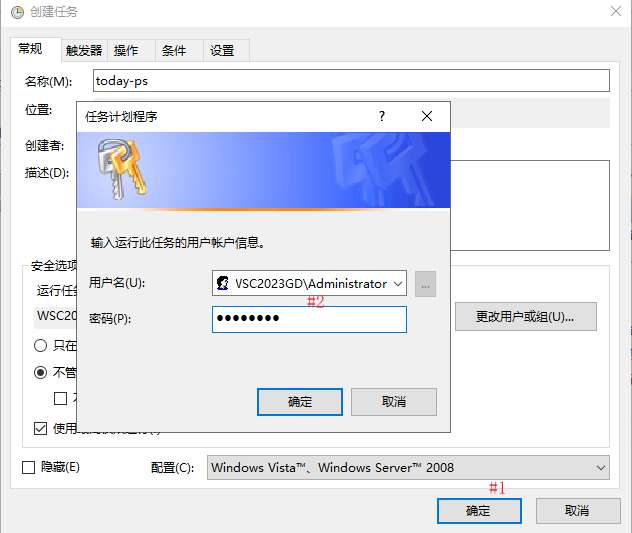 创建任务
常规 触发器 操作 条件 设置
名称(M): today-ps
位置:
任务计划程序 ?
创建者:
描述(D):
输入运行此任务的用户帐户信息。
安全选项
用户名(U): VSC2023GD\Administrator ...
运行任务
#2
WSC20
密码(P): ●●●●●●●●
更改用户或组(U)...
只在
不管
确定 取消
使用
隐藏(E) 配置(C): Windows Vista™、Windows Server™ 2008
#1
确定 取消